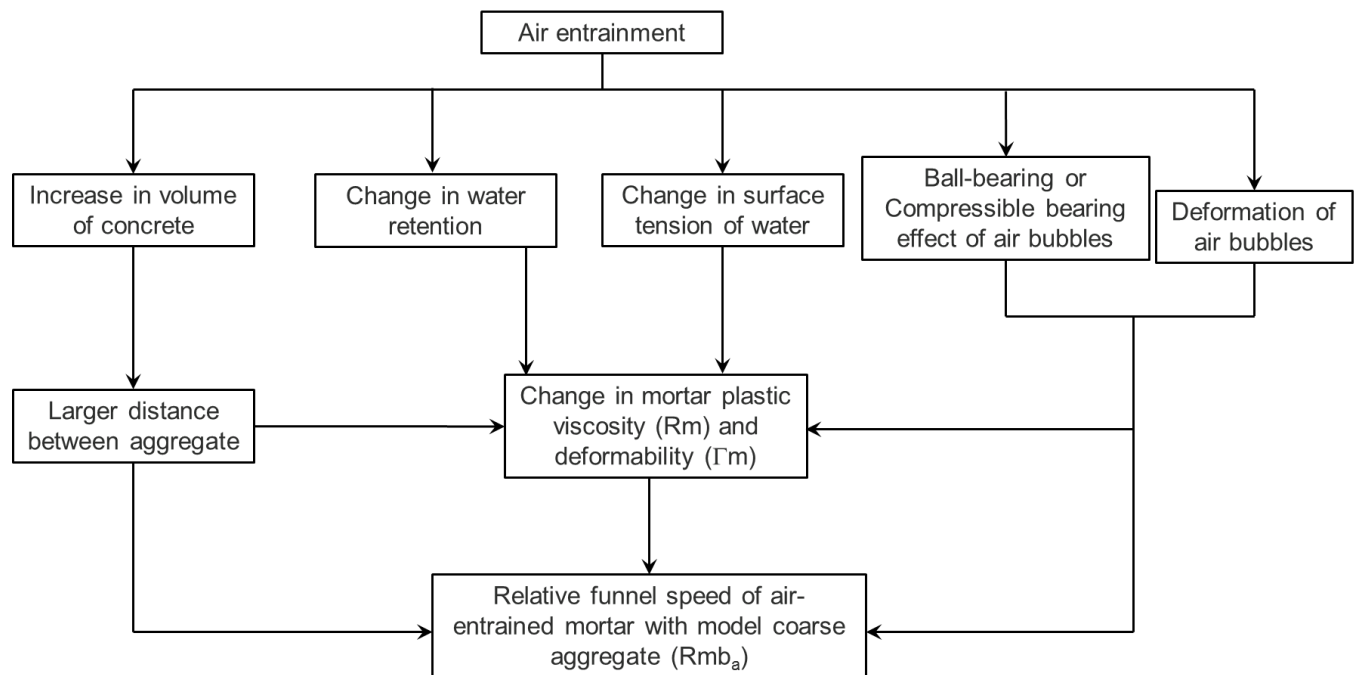 Air entrainment
Increase in volume
of concrete
Change in water
retention
Change in surface
tension of water
Ball-bearing or
Compressible bearing
effect of air bubbles
Deformation of
air bubbles
Larger distance
between aggregate
Change in mortar plastic
viscosity (Rm) and
deformability (Γm)
Relative funnel speed of air-
entrained mortar with model coarse
aggregate (Rmbₐ)